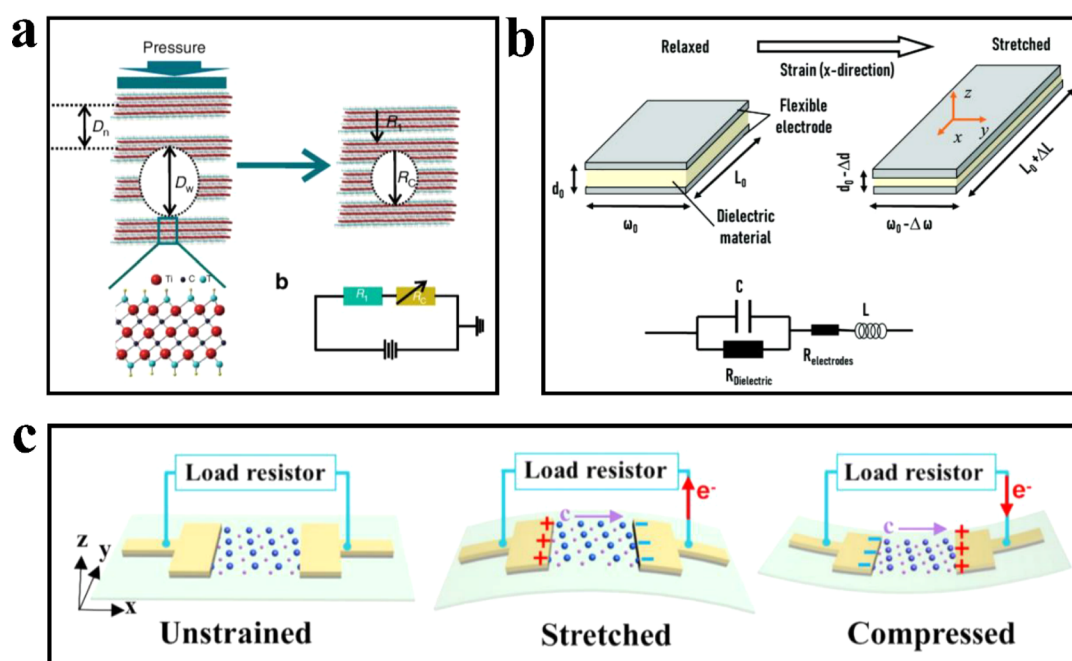 a
Pressure
Dn
Dw
R1
RC
Ti C T
b
R1 RC
b
Relaxed
Strain (x-direction)
Stretched
Flexible
electrode
Dielectric
material
d₀
ω₀
L₀
z
x
y
d₀ - Δd
ω₀ - Δω
L₀ + ΔL
C
L
RDielectric
Relectrodes
c
Load resistor
z
y
x
Unstrained
Load resistor
e-
c
+ + +
- - -
Stretched
Load resistor
e-
c
- - -
+ + +
Compressed